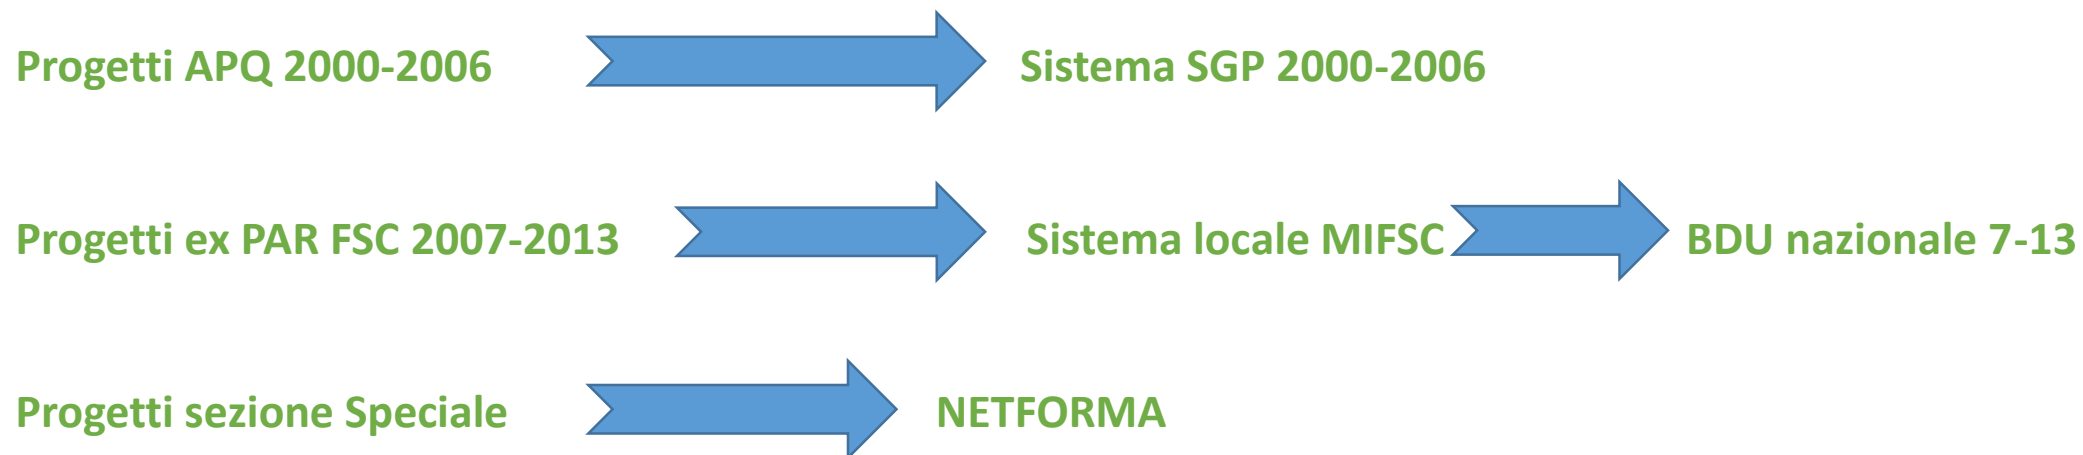 Progetti APQ 2000-2006 Sistema SGP 2000-2006
Progetti ex PAR FSC 2007-2013 Sistema locale MIFSC BDU nazionale 7-13
Progetti sezione Speciale NETFORMA